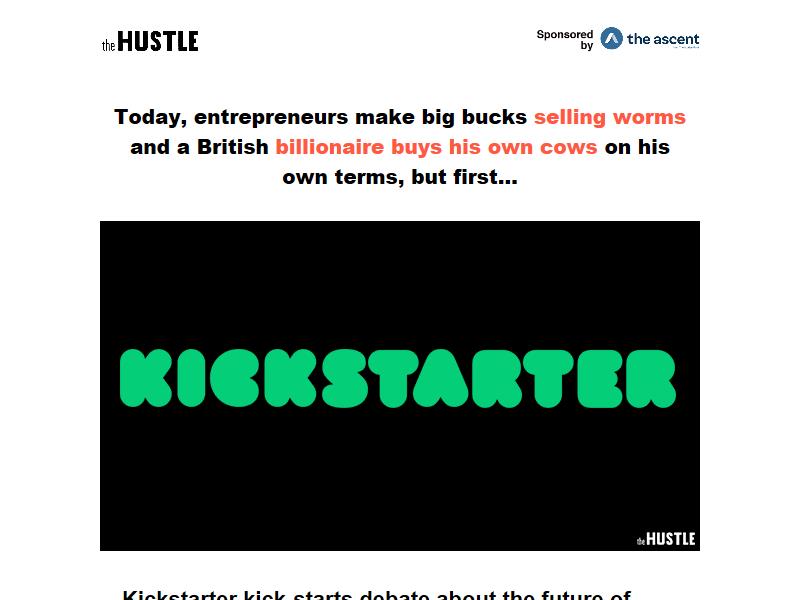 the HUSTLE
Sponsored
by
the ascent
Today, entrepreneurs make big bucks selling worms
and a British billionaire buys his own cows on his
own terms, but first...
KICKSTARTER
the HUSTLE
Kickstarter kick-starts debate about the future of